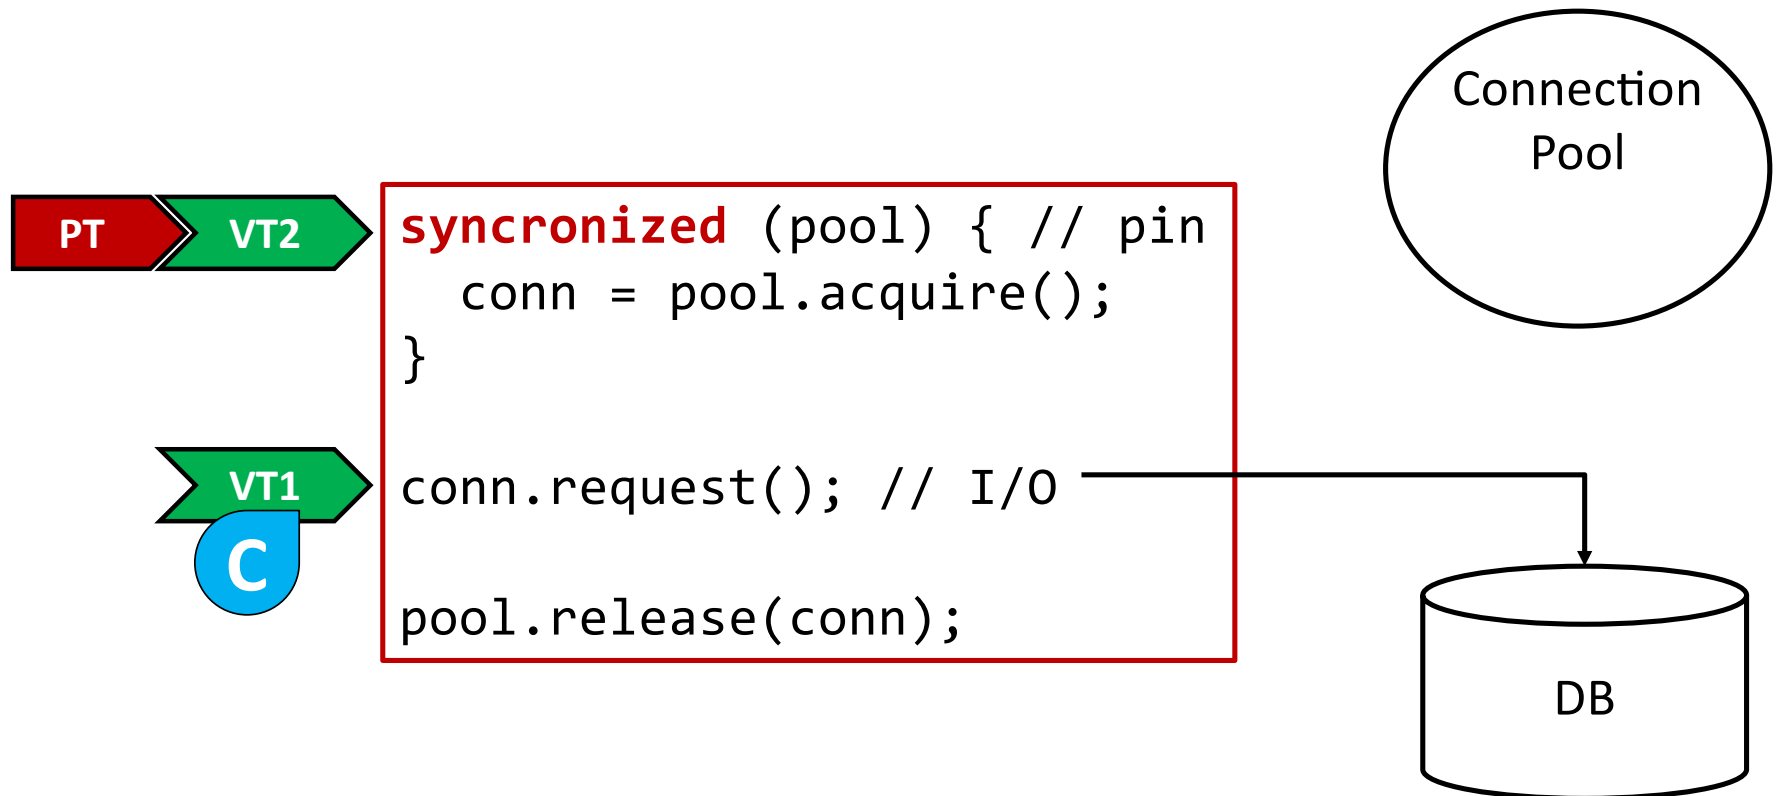 Connection
Pool
PT
VT2
syncronized (pool) { // pin
  conn = pool.acquire();
}
VT1
conn.request(); // I/O
C
pool.release(conn);
DB